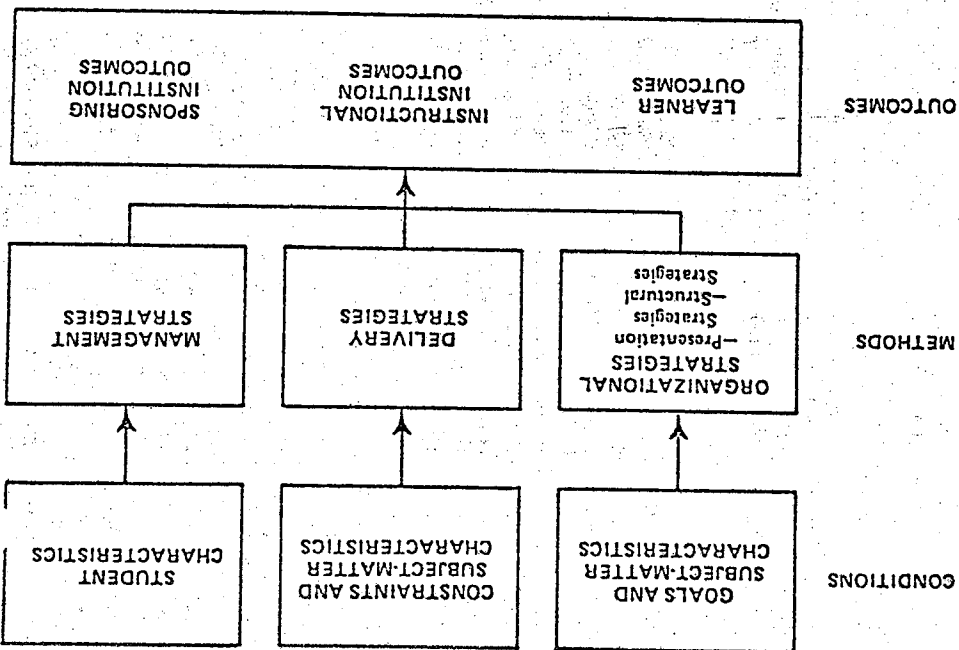 CONDITIONS
GOALS AND
SUBJECT-MATTER
CHARACTERISTICS
CONSTRAINTS AND
SUBJECT-MATTER
CHARACTERISTICS
STUDENT
CHARACTERISTICS
METHODS
ORGANIZATIONAL
STRATEGIES
—Presentation
Strategies
—Structural
Strategies
DELIVERY
STRATEGIES
MANAGEMENT
STRATEGIES
OUTCOMES
LEARNER
OUTCOMES
INSTRUCTIONAL
INSTITUTION
OUTCOMES
SPONSORING
INSTITUTION
OUTCOMES